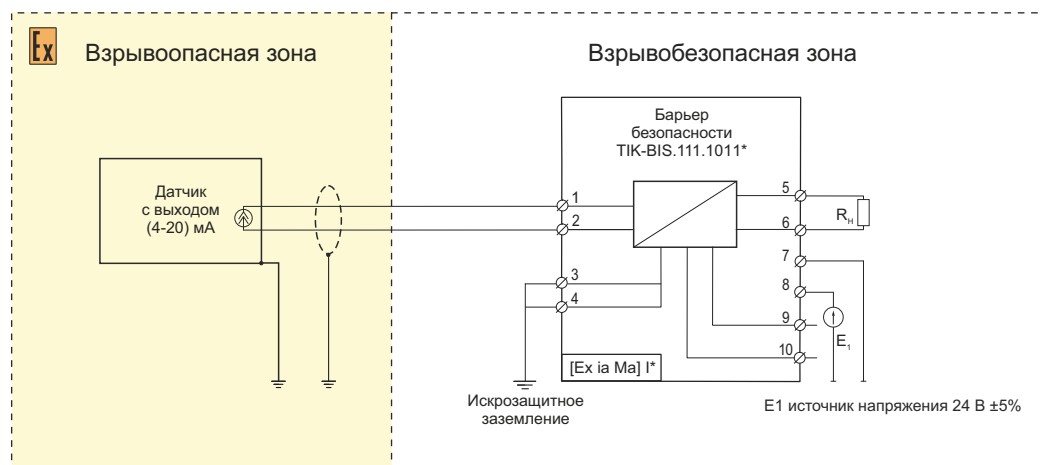 Ex
Взрывоопасная зона
Взрывобезопасная зона
Барьер
безопасности
TIK-BIS.111.1011*
Датчик
с выходом
(4-20) мА
1
2
3
4
5
6
7
8
9
10
Rн
E1
[Ex ia Ma] I*
Искрозащитное
заземление
E1 источник напряжения 24 В ±5%